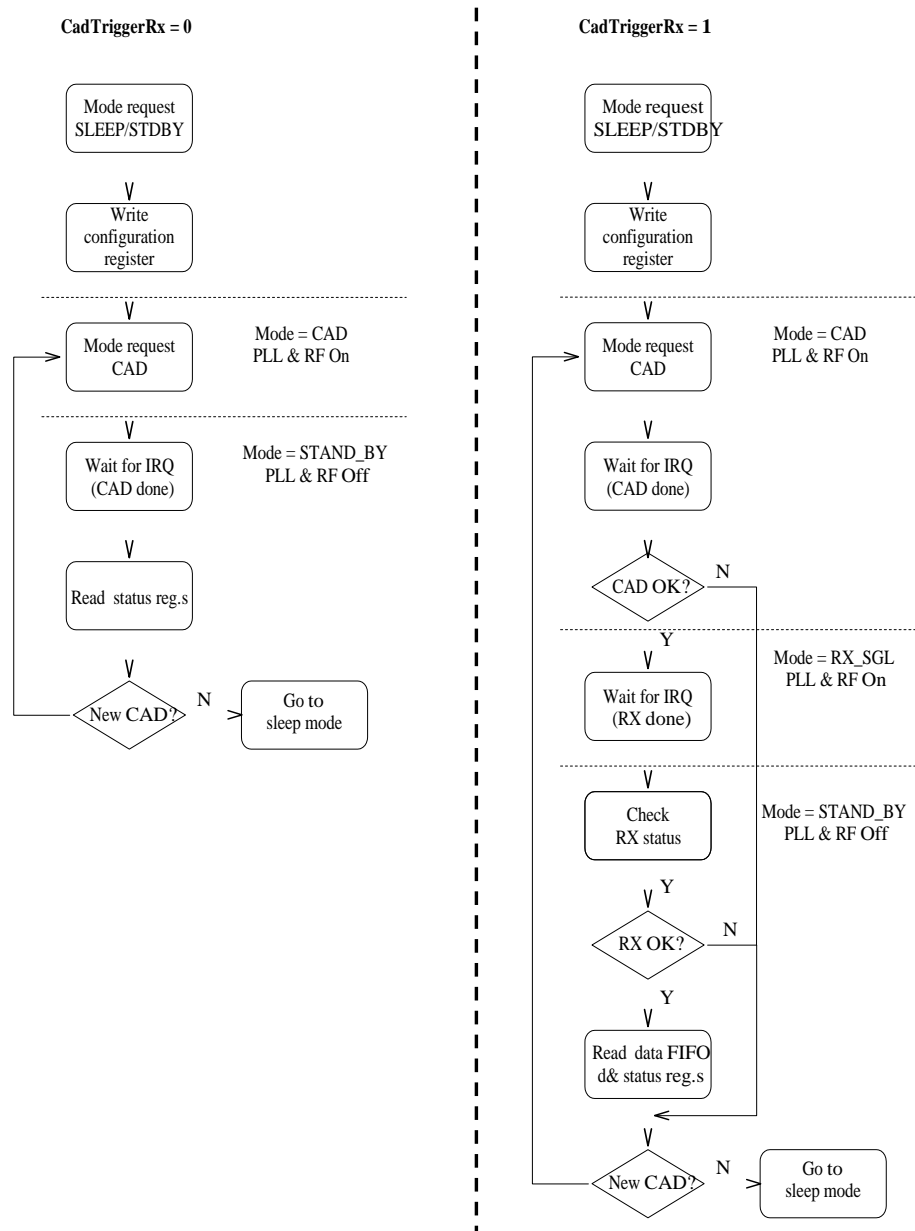 CadTriggerRx = 0
Mode request
SLEEP/STDBY
Write
configuration
register
Mode request
CAD
Mode = CAD
PLL & RF On
Wait for IRQ
(CAD done)
Mode = STAND_BY
PLL & RF Off
Read status reg.s
New CAD?
N
Go to
sleep mode
CadTriggerRx = 1
Mode request
SLEEP/STDBY
Write
configuration
register
Mode request
CAD
Mode = CAD
PLL & RF On
Wait for IRQ
(CAD done)
CAD OK?
N
Y
Mode = RX_SGL
PLL & RF On
Wait for IRQ
(RX done)
Check
RX status
Mode = STAND_BY
PLL & RF Off
Y
RX OK?
N
Y
Read data FIFO
d& status reg.s
New CAD?
N
Go to
sleep mode